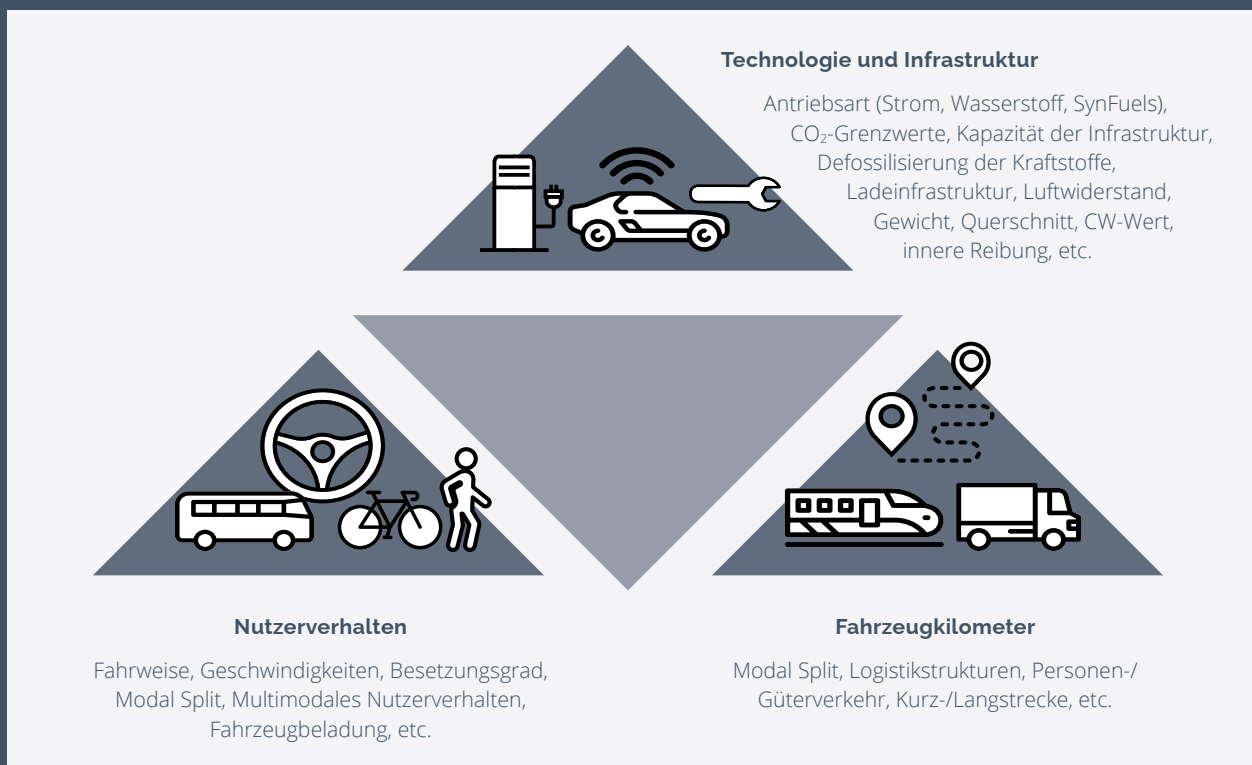 Technologie und Infrastruktur
Antriebsart (Strom, Wasserstoff, SynFuels),
CO₂-Grenzwerte, Kapazität der Infrastruktur,
Defossilisierung der Kraftstoffe,
Ladeinfrastruktur, Luftwiderstand,
Gewicht, Querschnitt, CW-Wert,
innere Reibung, etc.
Nutzerverhalten
Fahrweise, Geschwindigkeiten, Besetzungsgrad,
Modal Split, Multimodales Nutzerverhalten,
Fahrzeugbeladung, etc.
Fahrzeugkilometer
Modal Split, Logistikstrukturen, Personen-/
Güterverkehr, Kurz-/Langstrecke, etc.